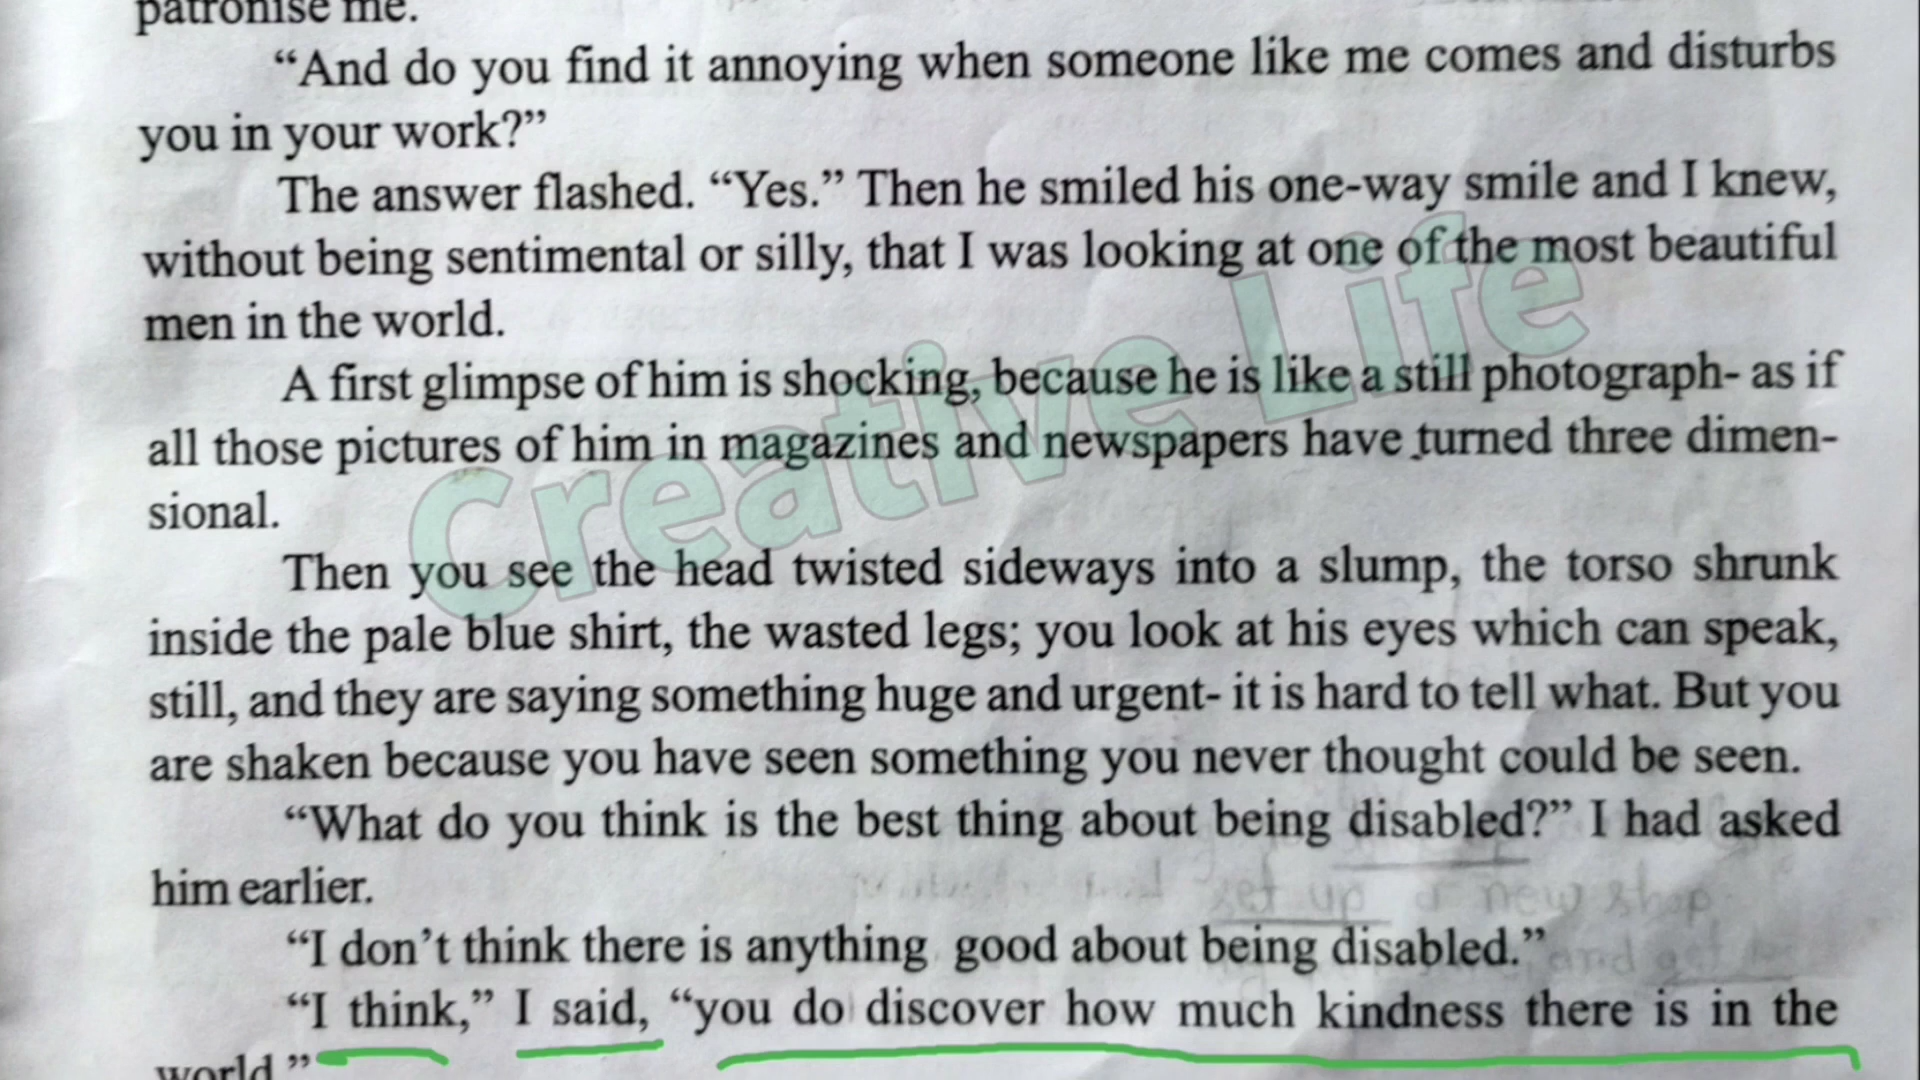 patronise me.
“And do you find it annoying when someone like me comes and disturbs
you in your work?”
The answer flashed. “Yes.” Then he smiled his one-way smile and I knew,
without being sentimental or silly, that I was looking at one of the most beautiful
men in the world.
A first glimpse of him is shocking, because he is like a still photograph- as if
all those pictures of him in magazines and newspapers have turned three dimen-
sional.
Then you see the head twisted sideways into a slump, the torso shrunk
inside the pale blue shirt, the wasted legs; you look at his eyes which can speak,
still, and they are saying something huge and urgent- it is hard to tell what. But you
are shaken because you have seen something you never thought could be seen.
“What do you think is the best thing about being disabled?” I had asked
him earlier.
set up a new shop
“I don’t think there is anything good about being disabled.”
and
“I think,” I said, “you do discover how much kindness there is in the
world.”
Creative Life